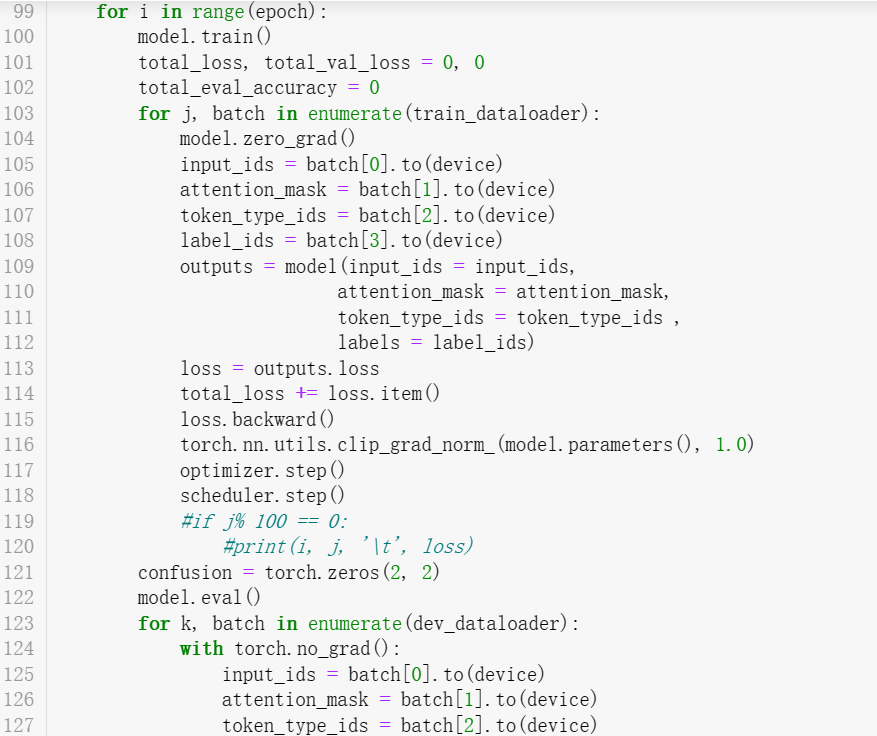 99 for i in range(epoch):
100 model.train()
101 total_loss, total_val_loss = 0, 0
102 total_eval_accuracy = 0
103 for j, batch in enumerate(train_dataloader):
104 model.zero_grad()
105 input_ids = batch[0].to(device)
106 attention_mask = batch[1].to(device)
107 token_type_ids = batch[2].to(device)
108 label_ids = batch[3].to(device)
109 outputs = model(input_ids = input_ids,
110 attention_mask = attention_mask,
111 token_type_ids = token_type_ids ,
112 labels = label_ids)
113 loss = outputs.loss
114 total_loss += loss.item()
115 loss.backward()
116 torch.nn.utils.clip_grad_norm_(model.parameters(), 1.0)
117 optimizer.step()
118 scheduler.step()
119 #if j% 100 == 0:
120 #print(i, j, '\t', loss)
121 confusion = torch.zeros(2, 2)
122 model.eval()
123 for k, batch in enumerate(dev_dataloader):
124 with torch.no_grad():
125 input_ids = batch[0].to(device)
126 attention_mask = batch[1].to(device)
127 token_type_ids = batch[2].to(device)